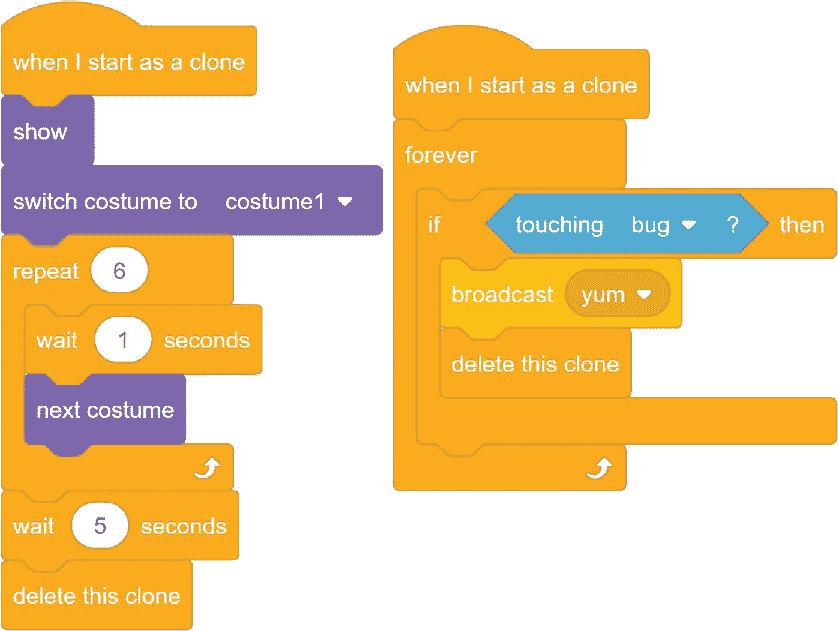 when I start as a clone
show
switch costume to costume1
repeat 6
wait 1 seconds
next costume
wait 5 seconds
delete this clone
when I start as a clone
forever
if touching bug ? then
broadcast yum
delete this clone